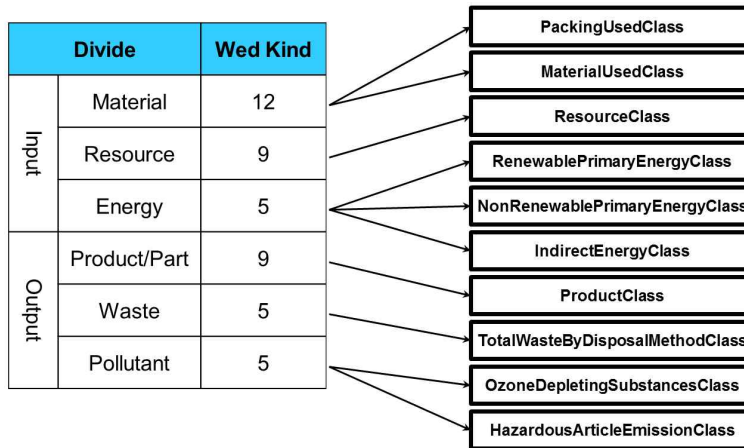 Divide Wed Kind
Input
Material 12
Resource 9
Energy 5
Output
Product/Part 9
Waste 5
Pollutant 5
PackingUsedClass
MaterialUsedClass
ResourceClass
RenewablePrimaryEnergyClass
NonRenewablePrimaryEnergyClass
IndirectEnergyClass
ProductClass
TotalWasteByDisposalMethodClass
OzoneDepletingSubstancesClass
HazardousArticleEmissionClass